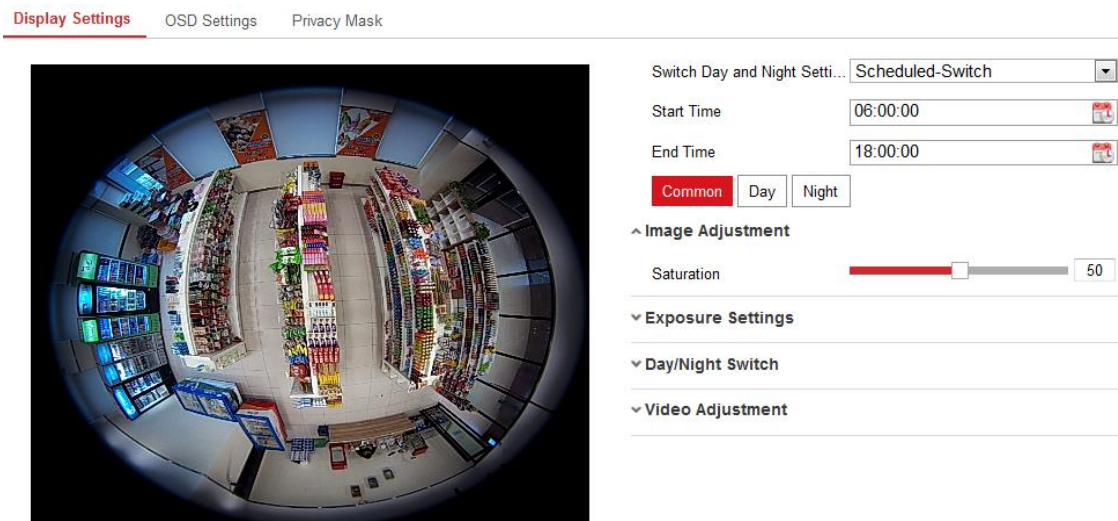 Display Settings OSD Settings Privacy Mask
Switch Day and Night Setti... Scheduled-Switch
Start Time 06:00:00
End Time 18:00:00
Common Day Night
Image Adjustment
Saturation 50
Exposure Settings
Day/Night Switch
Video Adjustment